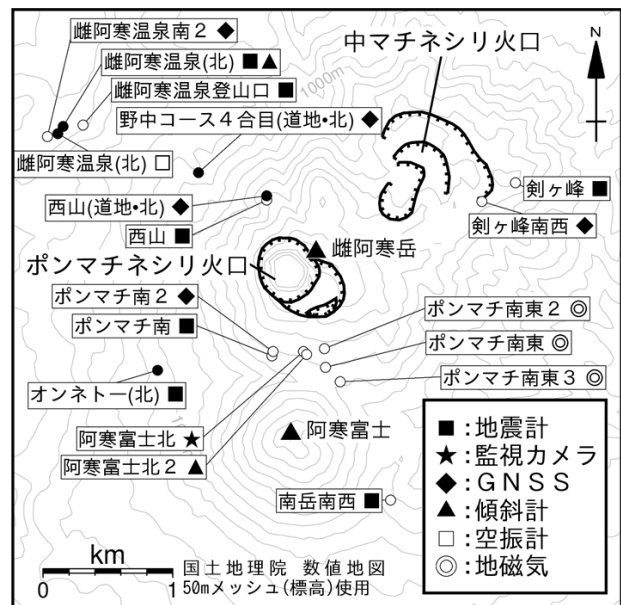 雌阿寒温泉南２ ◆
雌阿寒温泉(北) ■ ▲
雌阿寒温泉登山口 ■
野中コース４合目(道地・北) ◆
雌阿寒温泉(北) □
1000m
中マチネシリ火口
N
西山(道地・北) ◆
西山 ■
剣ヶ峰 ■
剣ヶ峰南西 ◆
雌阿寒岳
ポンマチネシリ火口
ポンマチ南２ ◆
ポンマチ南 ■
ポンマチ南東２ ◎
ポンマチ南東 ◎
ポンマチ南東３ ◎
オンネトー(北) ■
阿寒富士北 ★
阿寒富士北２ ▲
阿寒富士
南岳南西 ■
■:地震計
★:監視カメラ
◆:ＧＮＳＳ
▲:傾斜計
□:空振計
◎:地磁気
km
0 1
国土地理院 数値地図
50mメッシュ(標高)使用